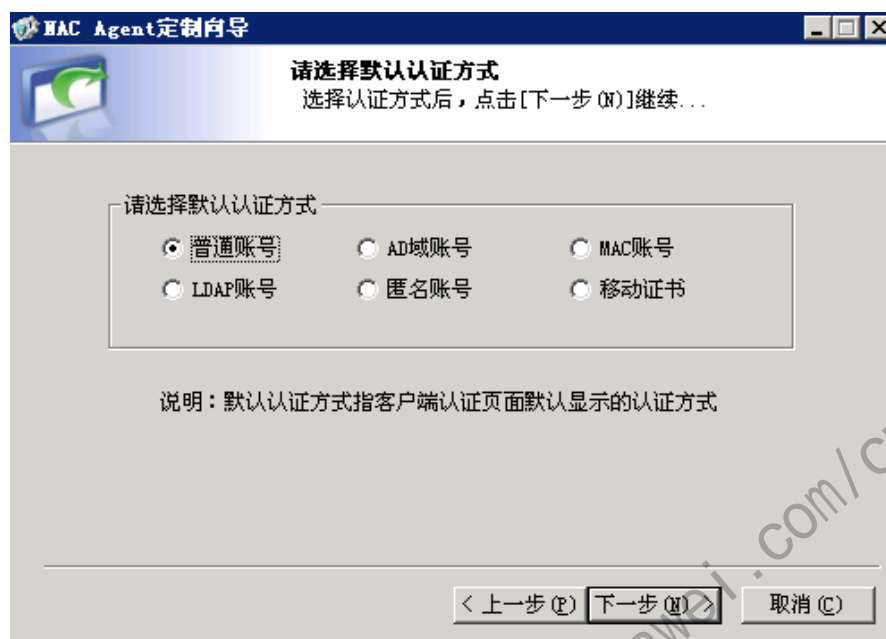 NAC Agent定制向导
请选择默认认证方式
选择认证方式后，点击[下一步(N)]继续...
请选择默认认证方式
普通账号 AD域账号 MAC账号
LDAP账号 匿名账号 移动证书
说明：默认认证方式指客户端认证页面默认显示的认证方式
< 上一步(P) 下一步(N) > 取消(C)